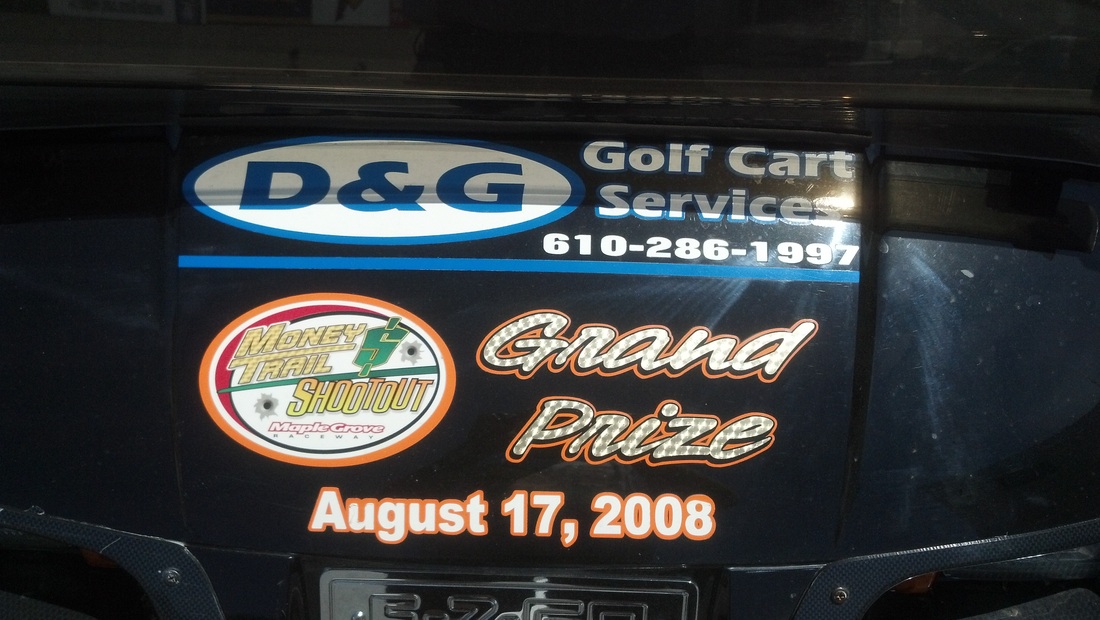 D&G
Golf Cart
Services
610-286-1997
Money $
Trail
Shootout
Maple Grove
RACEWAY
Grand
Prize
August 17, 2008
E-Z-GO